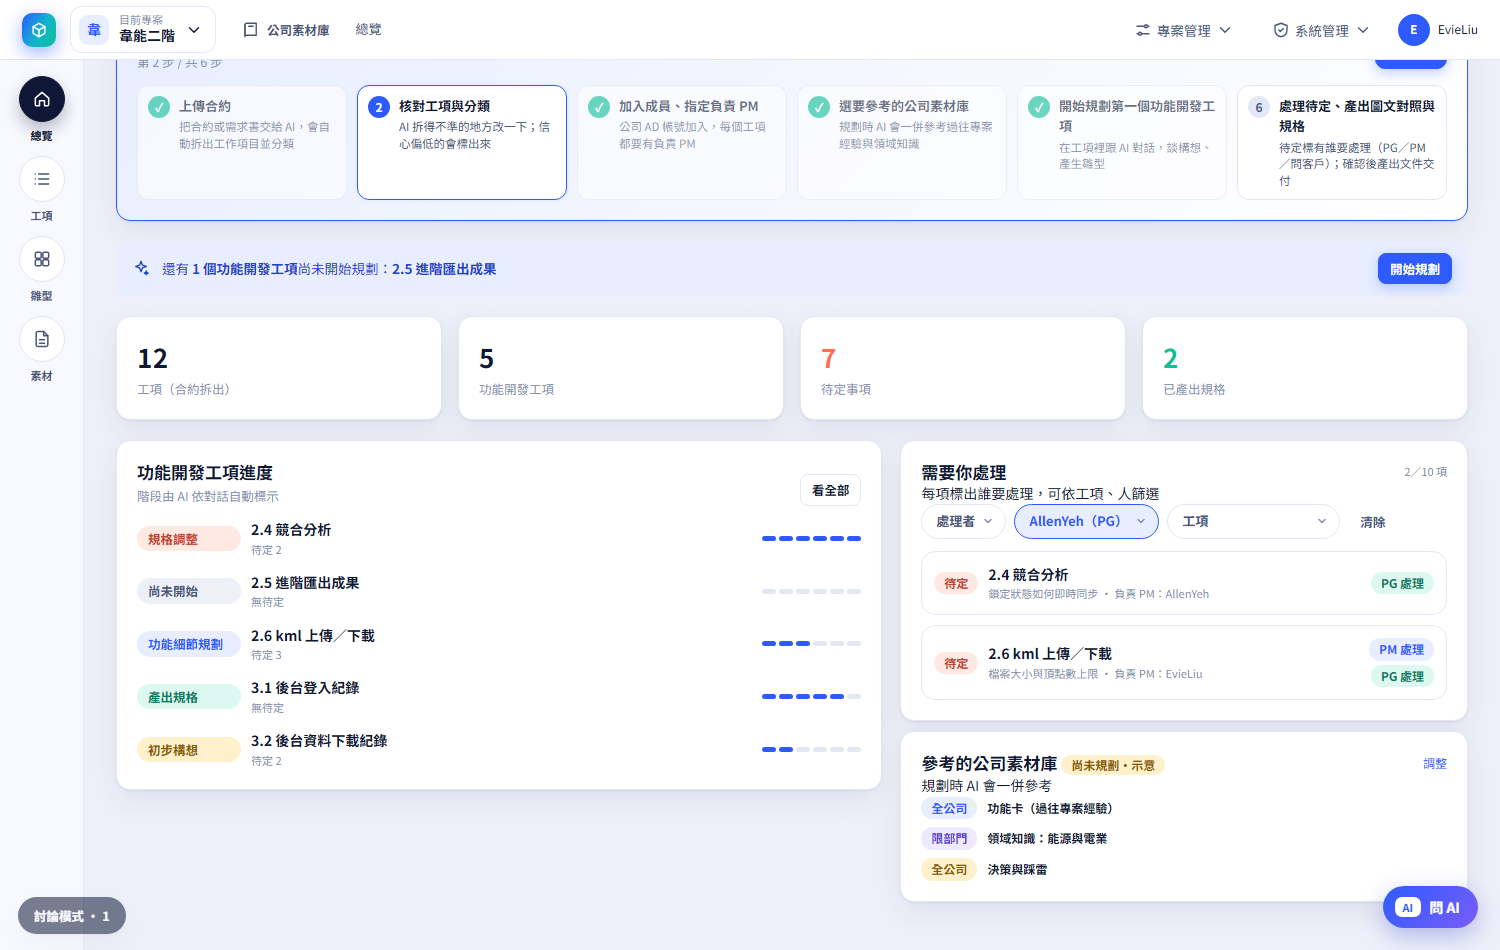 目前專案
韋 韋能二階
公司素材庫
總覽
專案管理
系統管理
E EvieLiu
總覽
工項
雛型
素材
第 2 步 / 共 6 步
上傳合約
把合約或需求書交給 AI，會自
動拆出工作項目並分類
2 核對工項與分類
AI 拆得不準的地方改一下；信
心偏低的會標出來
加入成員、指定負責 PM
公司 AD 帳號加入，每個工項
都要有負責 PM
選要參考的公司素材庫
規劃時 AI 會一併參考過往專案
經驗與領域知識
開始規劃第一個功能開發工
項
在工項裡跟 AI 對話，談構想、
產生雛型
6 處理待定、產出圖文對照與
規格
待定標有誰要處理（PG／PM
／問客戶）；確認後產出文件交
付
還有 1 個功能開發工項尚未開始規劃：2.5 進階匯出成果
開始規劃
12
工項（合約拆出）
5
功能開發工項
7
待定事項
2
已產出規格
功能開發工項進度
階段由 AI 依對話自動標示
看全部
規格調整
2.4 競合分析
待定 2
尚未開始
2.5 進階匯出成果
無待定
功能細節規劃
2.6 kml 上傳／下載
待定 3
產出規格
3.1 後台登入紀錄
無待定
初步構想
3.2 後台資料下載紀錄
待定 2
需要你處理
2／10 項
每項標出誰要處理，可依工項、人篩選
處理者
AllenYeh（PG）
工項
清除
待定
2.4 競合分析
鎖定狀態如何即時同步 · 負責 PM：AllenYeh
PG 處理
待定
2.6 kml 上傳／下載
檔案大小與頂點數上限 · 負責 PM：EvieLiu
PM 處理
PG 處理
參考的公司素材庫 尚未規劃・示意
調整
規劃時 AI 會一併參考
全公司 功能卡（過往專案經驗）
限部門 領域知識：能源與電業
全公司 決策與踩雷
討論模式 · 1
AI 問 AI